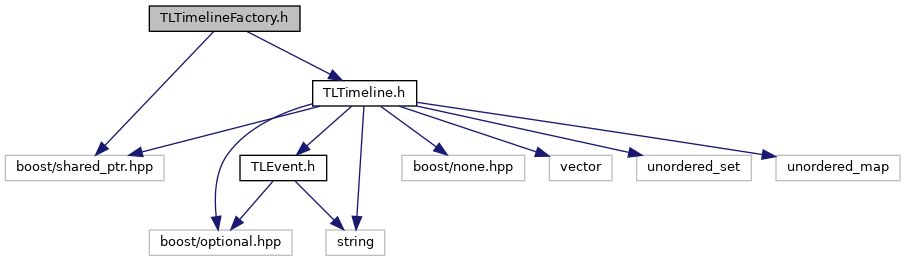 TLTimelineFactory.h
TLTimeline.h
boost/shared_ptr.hpp
TLEvent.h
boost/none.hpp
vector
unordered_set
unordered_map
boost/optional.hpp
string